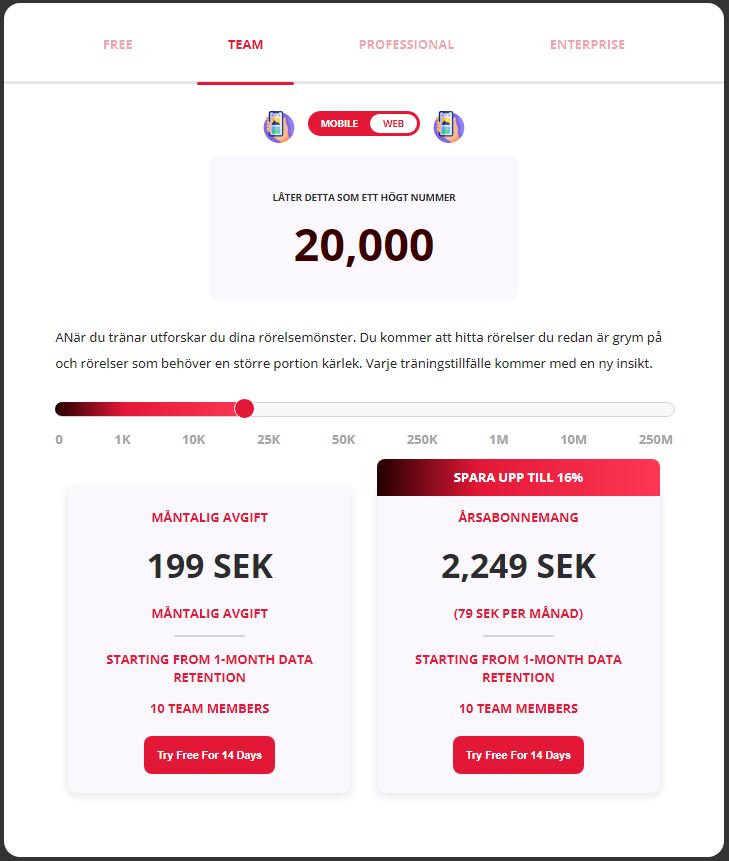 FREE TEAM PROFESSIONAL ENTERPRISE
MOBILE WEB
LÅTER DETTA SOM ETT HÖGT NUMMER
20,000
ANär du tränar utforskar du dina rörelsemönster. Du kommer att hitta rörelser du redan är grym på
och rörelser som behöver en större portion kärlek. Varje träningstillfälle kommer med en ny insikt.
0 1K 10K 25K 50K 250K 1M 10M 250M
MÅNTALIG AVGIFT
199 SEK
MÅNTALIG AVGIFT
STARTING FROM 1-MONTH DATA
RETENTION
10 TEAM MEMBERS
Try Free For 14 Days
SPARA UPP TILL 16%
ÅRSABONNEMANG
2,249 SEK
(79 SEK PER MÅNAD)
STARTING FROM 1-MONTH DATA
RETENTION
10 TEAM MEMBERS
Try Free For 14 Days